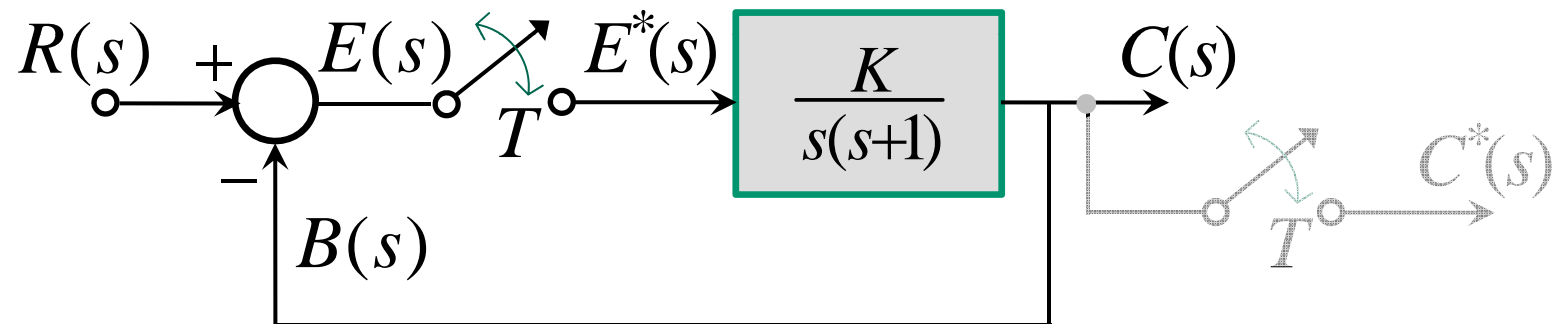 R(s)
+
−
E(s)
T
E*(s)
K
s(s+1)
C(s)
B(s)
T
C*(s)